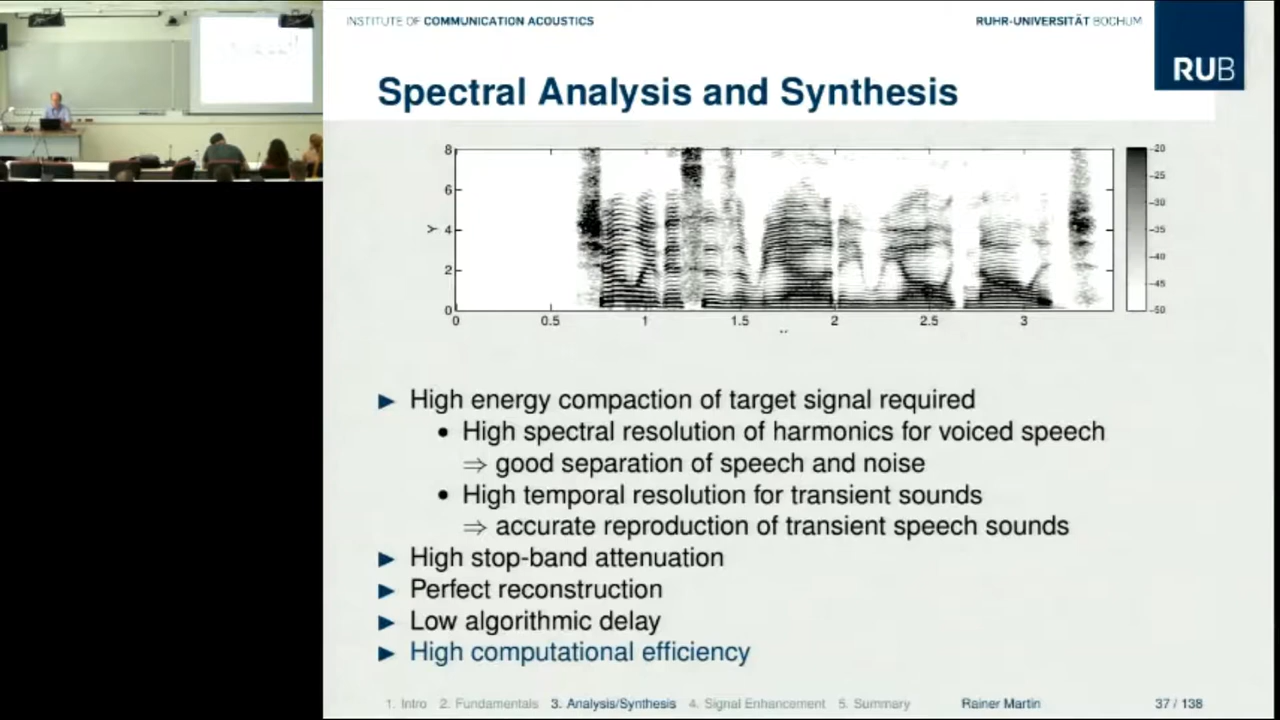 INSTITUTE OF COMMUNICATION ACOUSTICS
RUHR-UNIVERSITÄT BOCHUM
RUB
Spectral Analysis and Synthesis
8
6
4
2
0
Y
0 0.5 1 1.5 2 2.5 3
-20
-25
-30
-35
-40
-45
-50
► High energy compaction of target signal required
• High spectral resolution of harmonics for voiced speech
⇒ good separation of speech and noise
• High temporal resolution for transient sounds
⇒ accurate reproduction of transient speech sounds
► High stop-band attenuation
► Perfect reconstruction
► Low algorithmic delay
► High computational efficiency
1. Intro 2. Fundamentals 3. Analysis/Synthesis 4. Signal Enhancement 5. Summary Rainer Martin 37 / 138